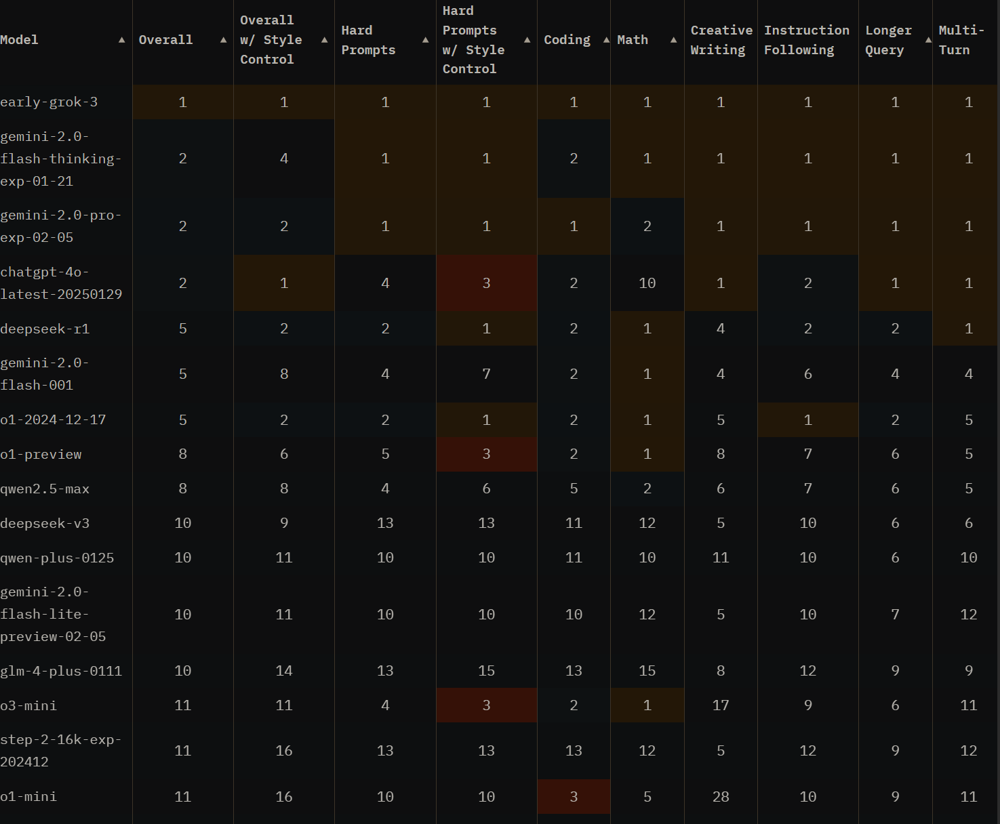 Model ▲ Overall ▲ Overall w/ Style Control ▲ Hard Prompts ▲ Hard Prompts w/ Style Control ▲ Coding ▲ Math ▲ Creative Writing Instruction Following Longer Query ▲ Multi-Turn
early-grok-3 1 1 1 1 1 1 1 1 1 1
gemini-2.0-flash-thinking-exp-01-21 2 4 1 1 2 1 1 1 1 1
gemini-2.0-pro-exp-02-05 2 2 1 1 1 2 1 1 1 1
chatgpt-4o-latest-20250129 2 1 4 3 2 10 1 2 1 1
deepseek-r1 5 2 2 1 2 1 4 2 2 1
gemini-2.0-flash-001 5 8 4 7 2 1 4 6 4 4
o1-2024-12-17 5 2 2 1 2 1 5 1 2 5
o1-preview 8 6 5 3 2 1 8 7 6 5
qwen2.5-max 8 8 4 6 5 2 6 7 6 5
deepseek-v3 10 9 13 13 11 12 5 10 6 6
qwen-plus-0125 10 11 10 10 11 10 11 10 6 10
gemini-2.0-flash-lite-preview-02-05 10 11 10 10 10 12 5 10 7 12
glm-4-plus-0111 10 14 13 15 13 15 8 12 9 9
o3-mini 11 11 4 3 2 1 17 9 6 11
step-2-16k-exp-202412 11 16 13 13 13 12 5 12 9 12
o1-mini 11 16 10 10 3 5 28 10 9 11